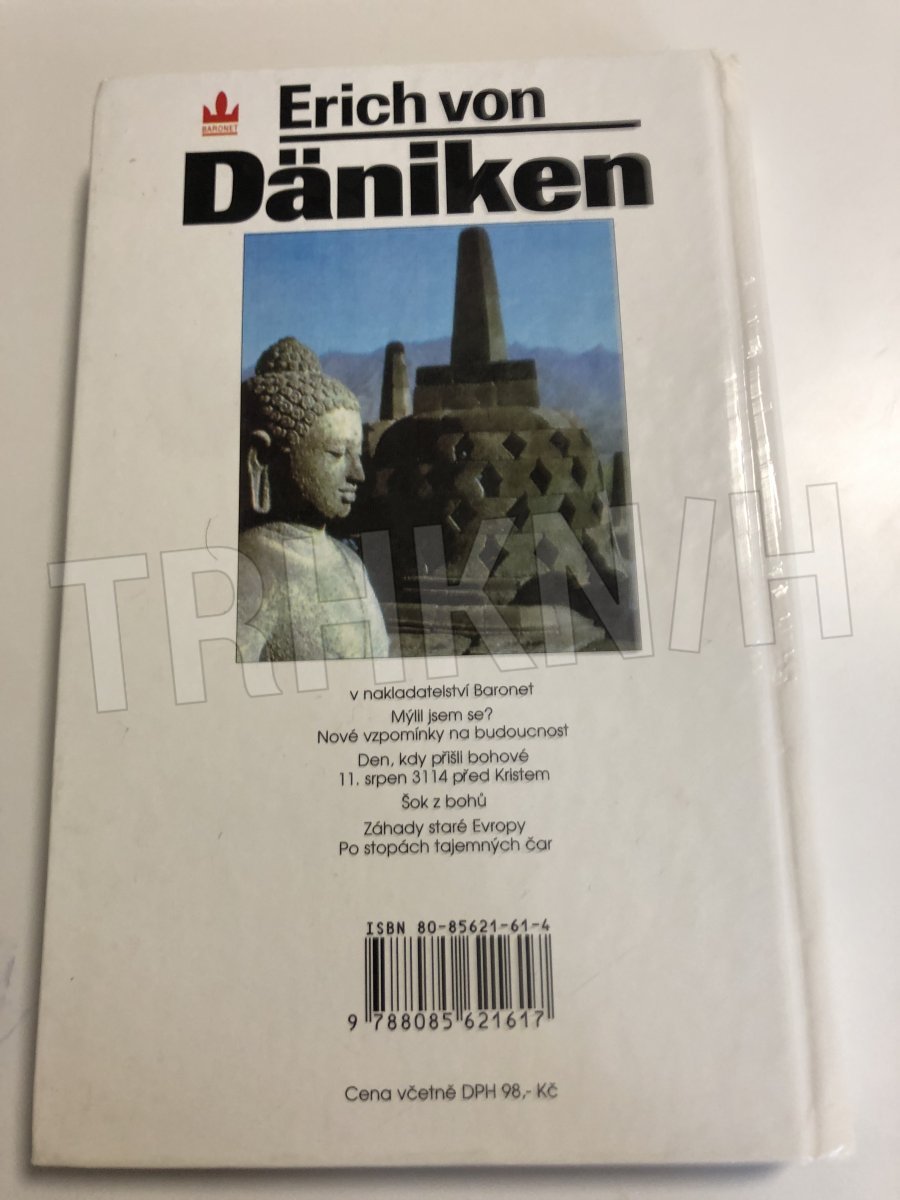 BARONET
Erich von
Däniken
TRHKNIH
v nakladatelství Baronet
Mýlil jsem se?
Nové vzpomínky na budoucnost
Den, kdy přišli bohové
11. srpen 3114 před Kristem
Šok z bohů
Záhady staré Evropy
Po stopách tajemných čar
ISBN 80-85621-61-4
9 788085 621617
Cena včetně DPH 98,- Kč